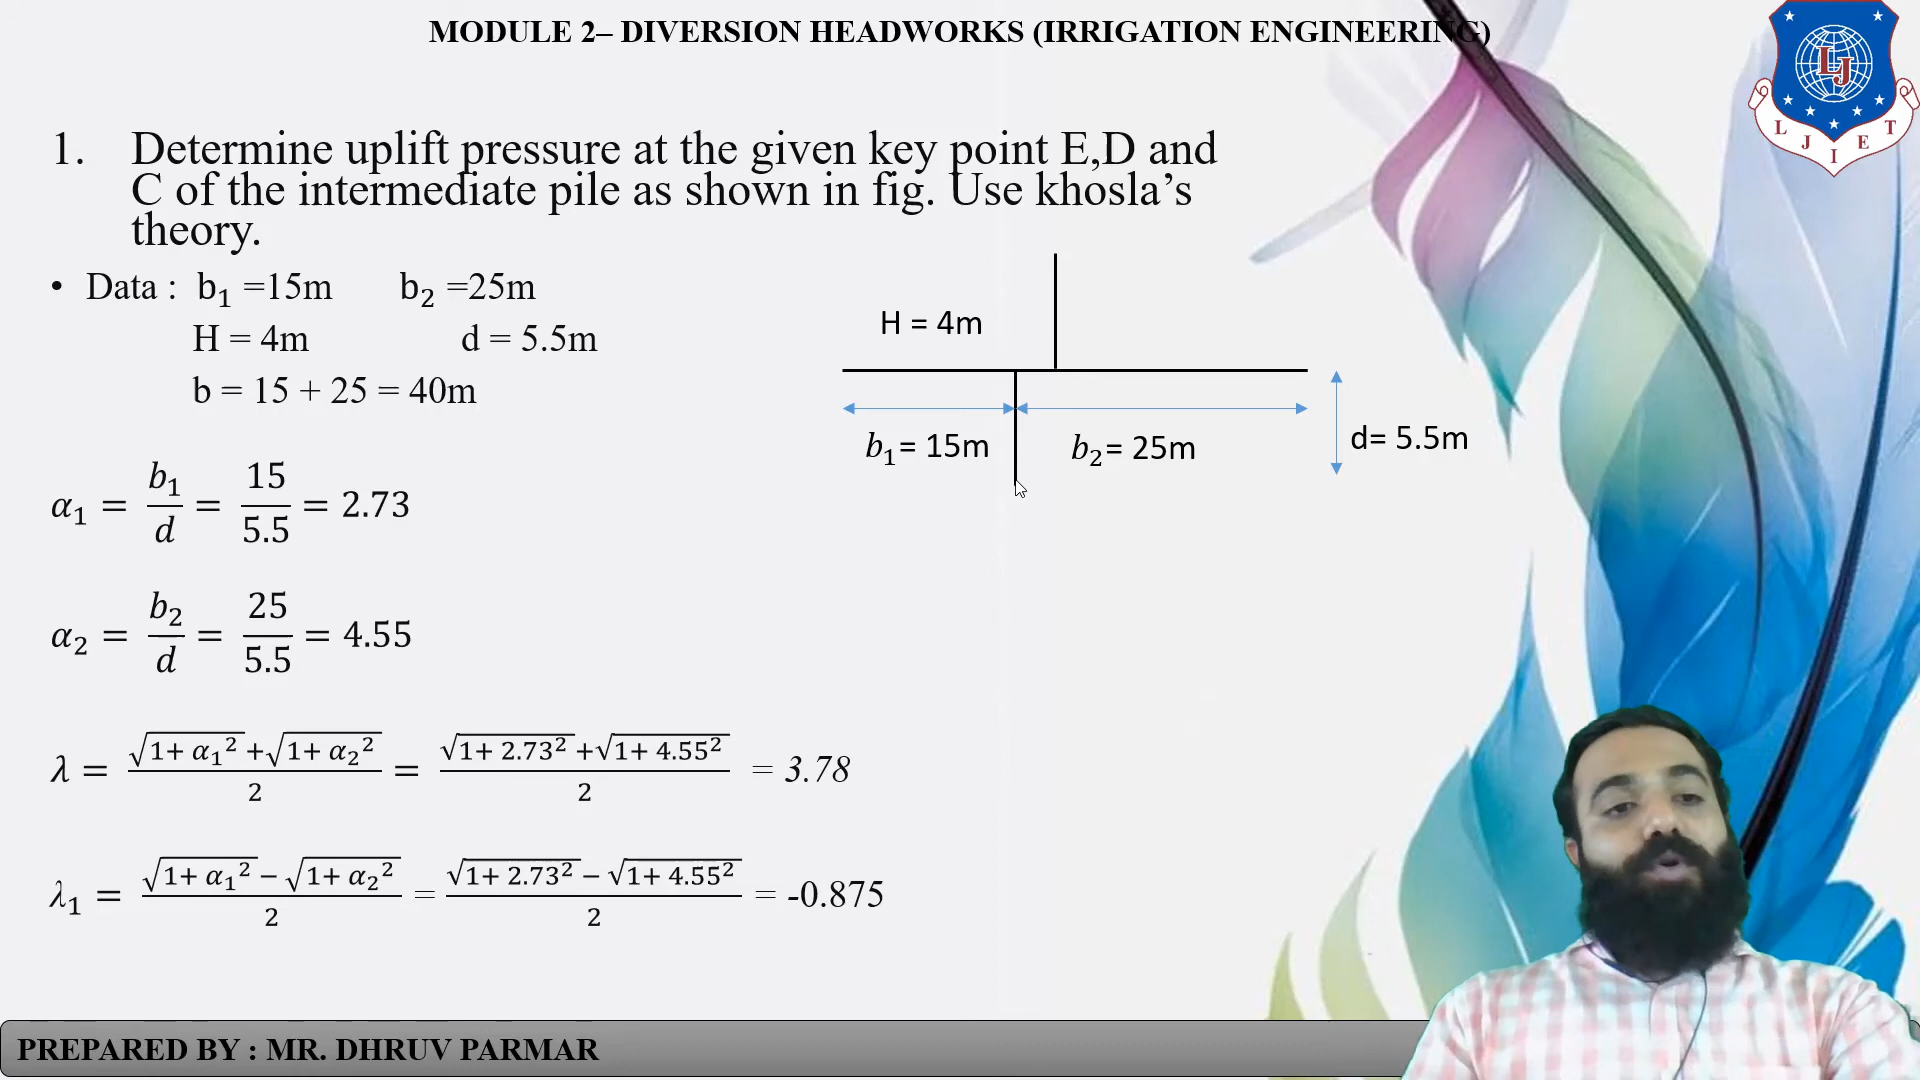 MODULE 2– DIVERSION HEADWORKS (IRRIGATION ENGINEERING)
LJ
L J I E T
1. Determine uplift pressure at the given key point E,D and
C of the intermediate pile as shown in fig. Use khosla’s
theory.
• Data : b₁ =15m b₂ =25m
H = 4m d = 5.5m
b = 15 + 25 = 40m
H = 4m
b₁= 15m b₂= 25m d= 5.5m
α₁ = b₁/d = 15/5.5 = 2.73
α₂ = b₂/d = 25/5.5 = 4.55
λ = (√(1+ α₁²) + √(1+ α₂²))/2 = (√(1+ 2.73²) + √(1+ 4.55²))/2 = 3.78
λ₁ = (√(1+ α₁²) − √(1+ α₂²))/2 = (√(1+ 2.73²) − √(1+ 4.55²))/2 = -0.875
PREPARED BY : MR. DHRUV PARMAR